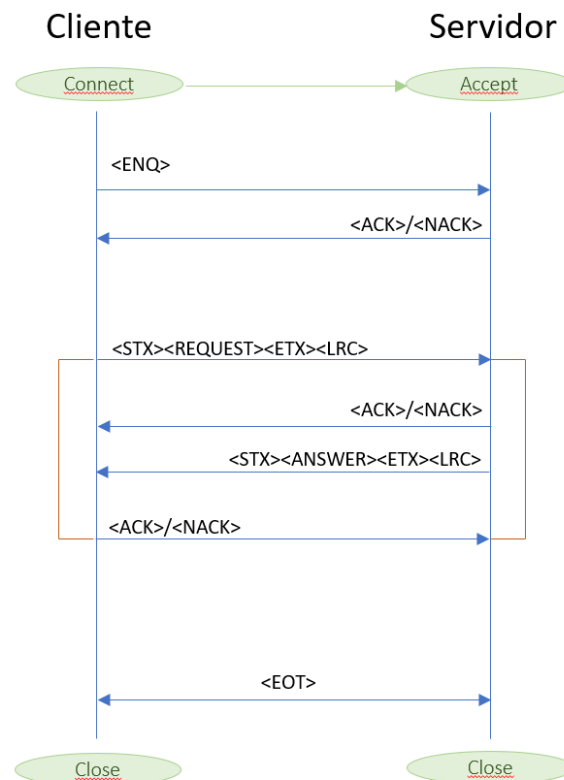 Cliente
Servidor
Connect
Accept
<ENQ>
<ACK>/<NACK>
<STX><REQUEST><ETX><LRC>
<ACK>/<NACK>
<STX><ANSWER><ETX><LRC>
<ACK>/<NACK>
<EOT>
Close
Close